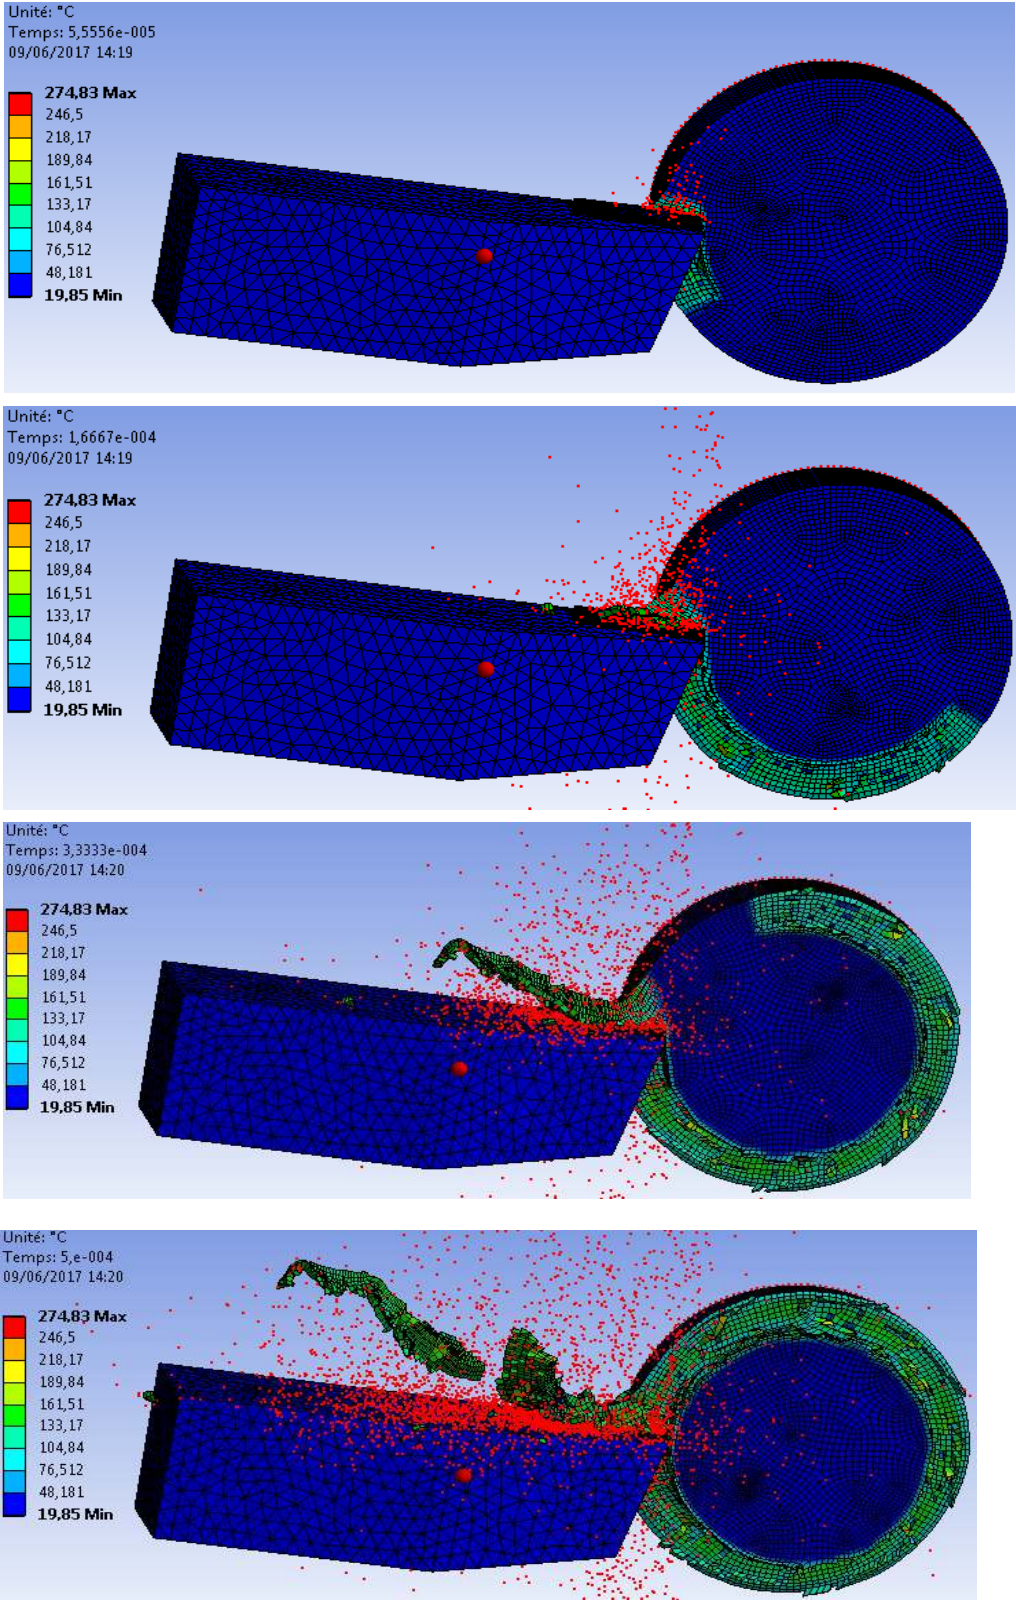 Unité: °C
Temps: 5,5556e-005
09/06/2017 14:19
274,83 Max
246,5
218,17
189,84
161,51
133,17
104,84
76,512
48,181
19,85 Min
Unité: °C
Temps: 1,6667e-004
09/06/2017 14:19
274,83 Max
246,5
218,17
189,84
161,51
133,17
104,84
76,512
48,181
19,85 Min
Unité: °C
Temps: 3,3333e-004
09/06/2017 14:20
274,83 Max
246,5
218,17
189,84
161,51
133,17
104,84
76,512
48,181
19,85 Min
Unité: °C
Temps: 5,e-004
09/06/2017 14:20
274,83 Max
246,5
218,17
189,84
161,51
133,17
104,84
76,512
48,181
19,85 Min